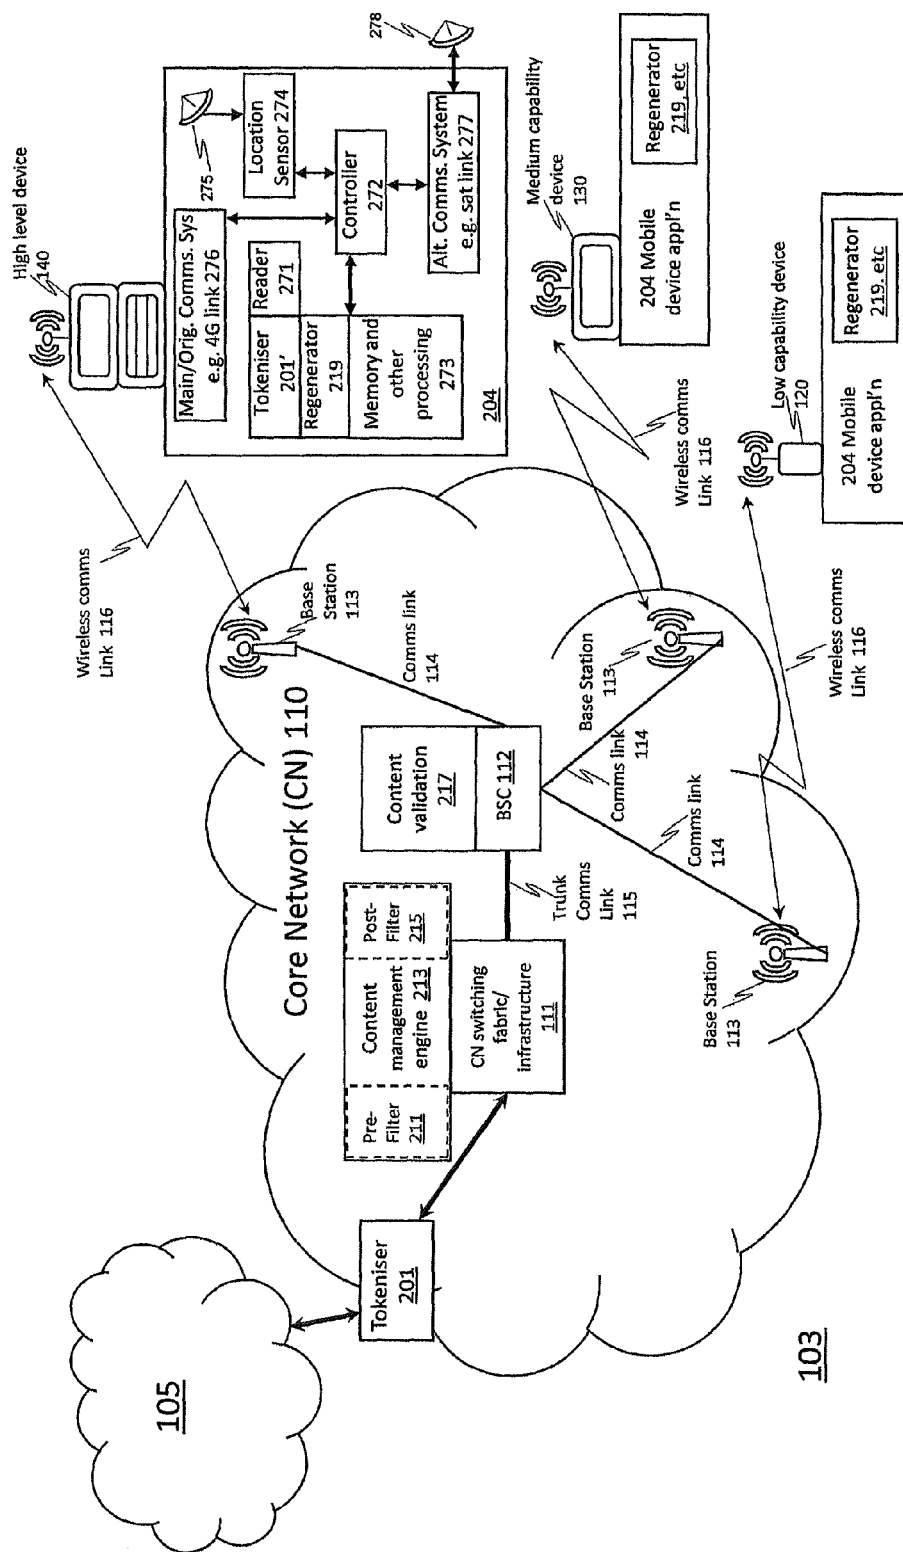 105
103
Tokeniser
201
Core Network (CN) 110
Pre-
Filter
211
Content
management
engine 213
Post-
Filter
215
CN switching
fabric/
infrastructure
111
Trunk
Comms
Link
115
Content
validation
217
BSC 112
Comms link
114
Comms link
114
Comms link
114
Base
Station
113
Base Station
113
Base Station
113
Wireless comms
Link 116
Wireless comms
Link 116
Wireless comms
Link 116
High level device
140
Main/Orig. Comms. Sys
e.g. 4G link 276
275
Location
Sensor 274
Tokeniser
201'
Reader
271
Regenerator
219
Memory and
other
processing
273
Controller
272
Alt. Comms. System
e.g. sat link 277
278
204
Medium capability
device
130
204 Mobile
device appl'n
Regenerator
219, etc
Low capability device
120
204 Mobile
device appl'n
Regenerator
219. etc